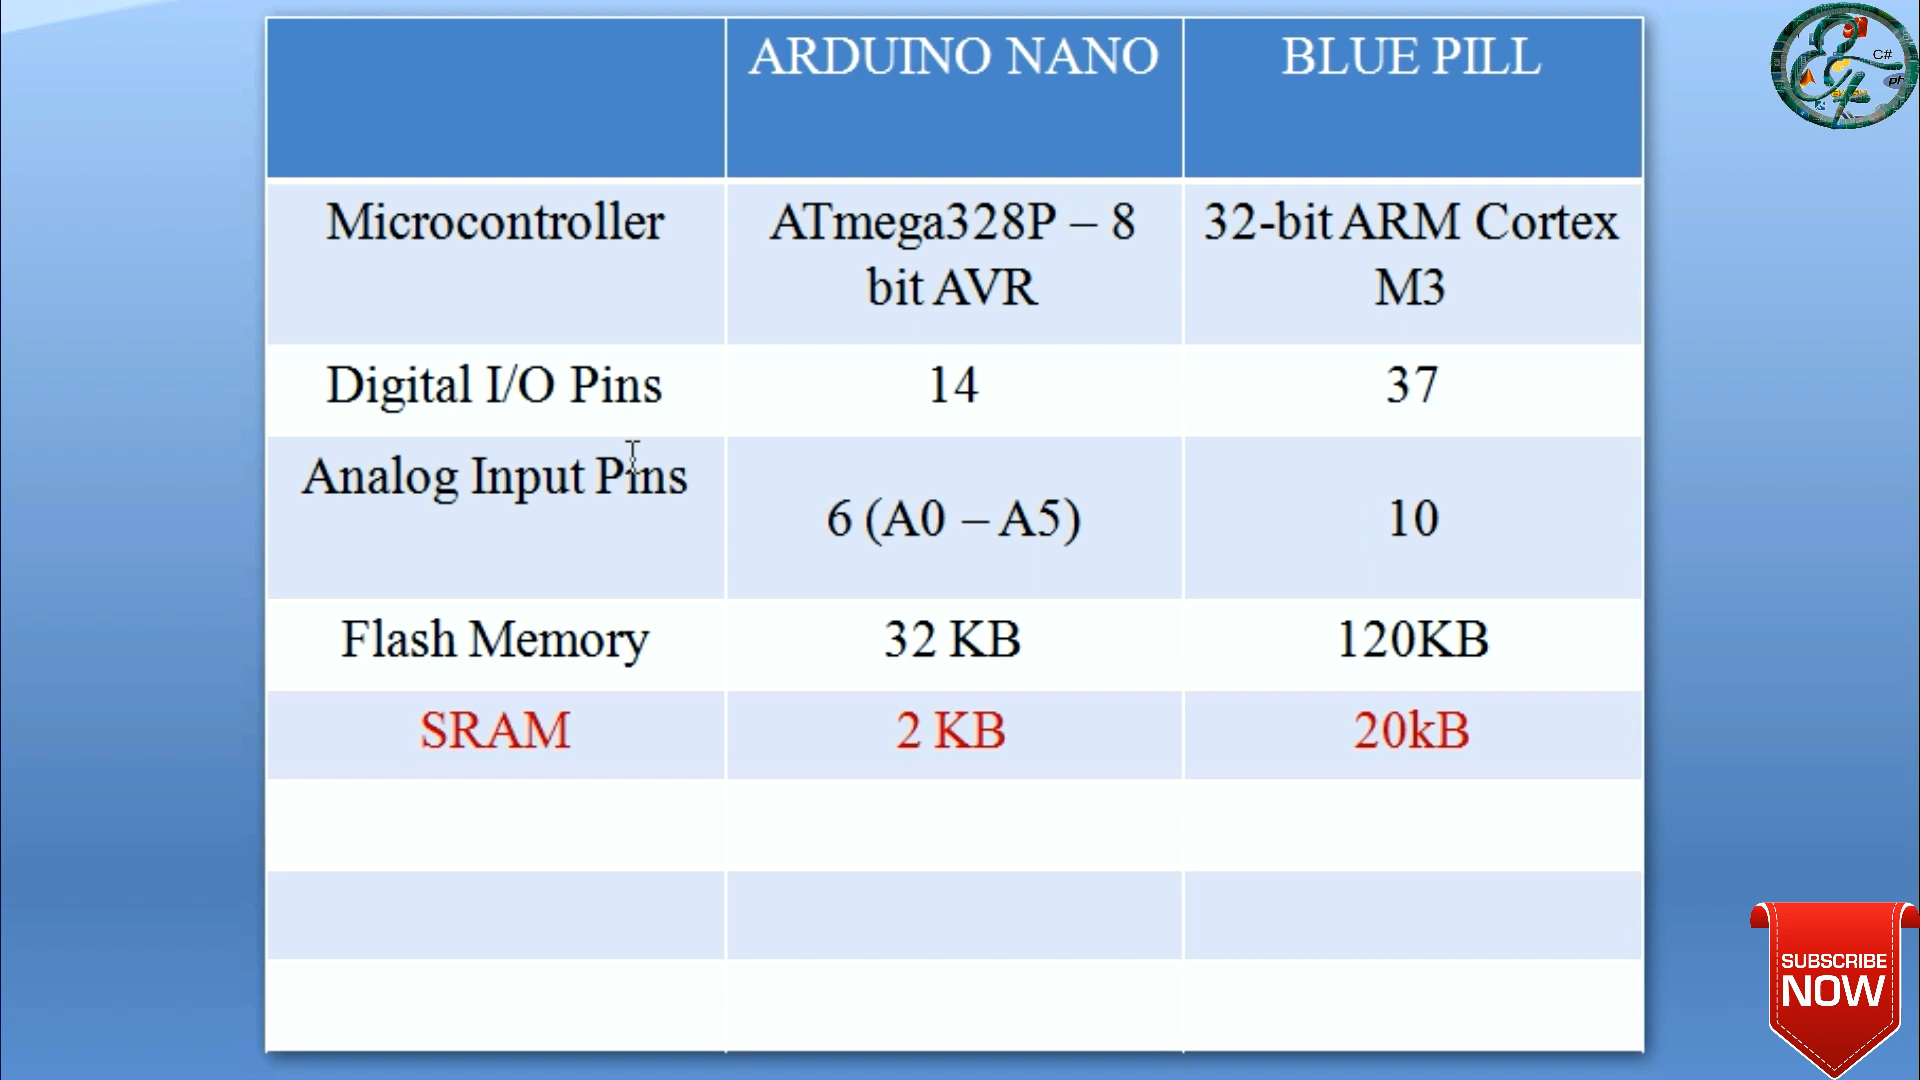 ARDUINO NANO
BLUE PILL
Microcontroller
ATmega328P – 8
bit AVR
32-bit ARM Cortex
M3
Digital I/O Pins
14
37
Analog Input Pins
6 (A0 – A5)
10
Flash Memory
32 KB
120KB
SRAM
2 KB
20kB
C#
SUBSCRIBE
NOW